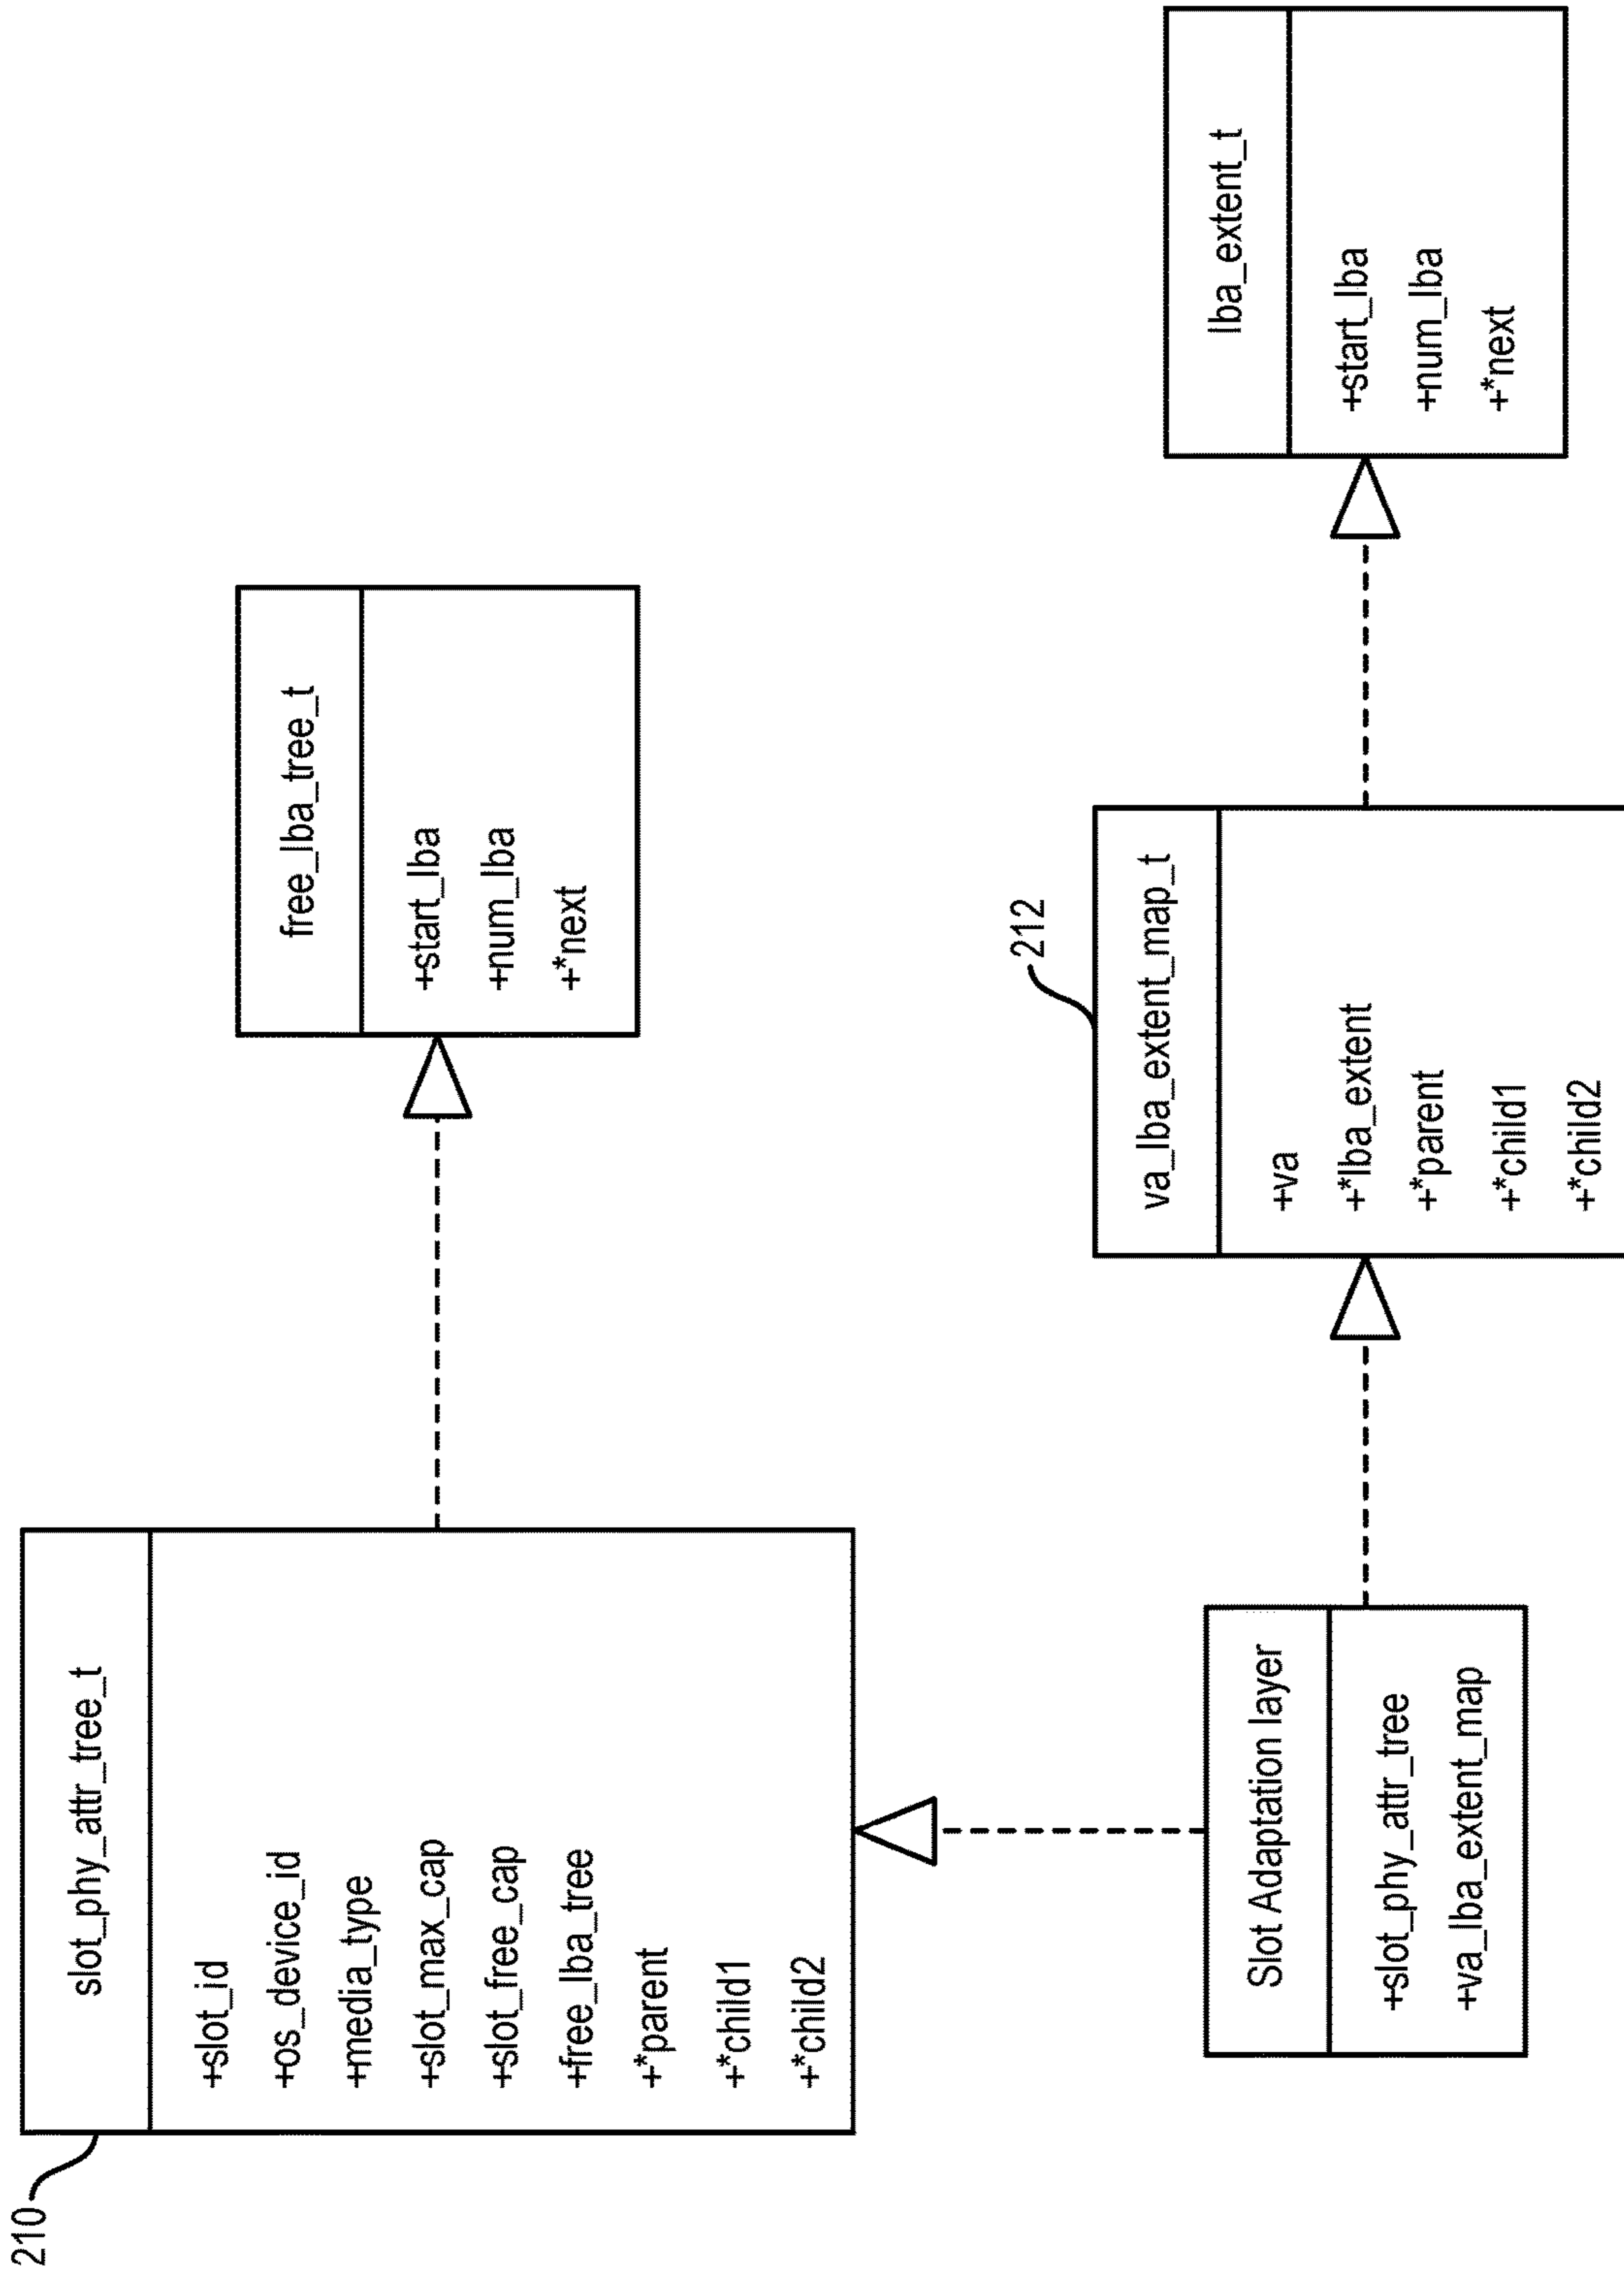 210
slot_phy_attr_tree_t
+slot_id
+os_device_id
+media_type
+slot_max_cap
+slot_free_cap
+free_lba_tree
+*parent
+*child1
+*child2
free_lba_tree_t
+start_lba
+num_lba
+*next
Slot Adaptation layer
+slot_phy_attr_tree
+va_lba_extent_map
212
va_lba_extent_map_t
+va
+*lba_extent
+*parent
+*child1
+*child2
lba_extent_t
+start_lba
+num_lba
+*next